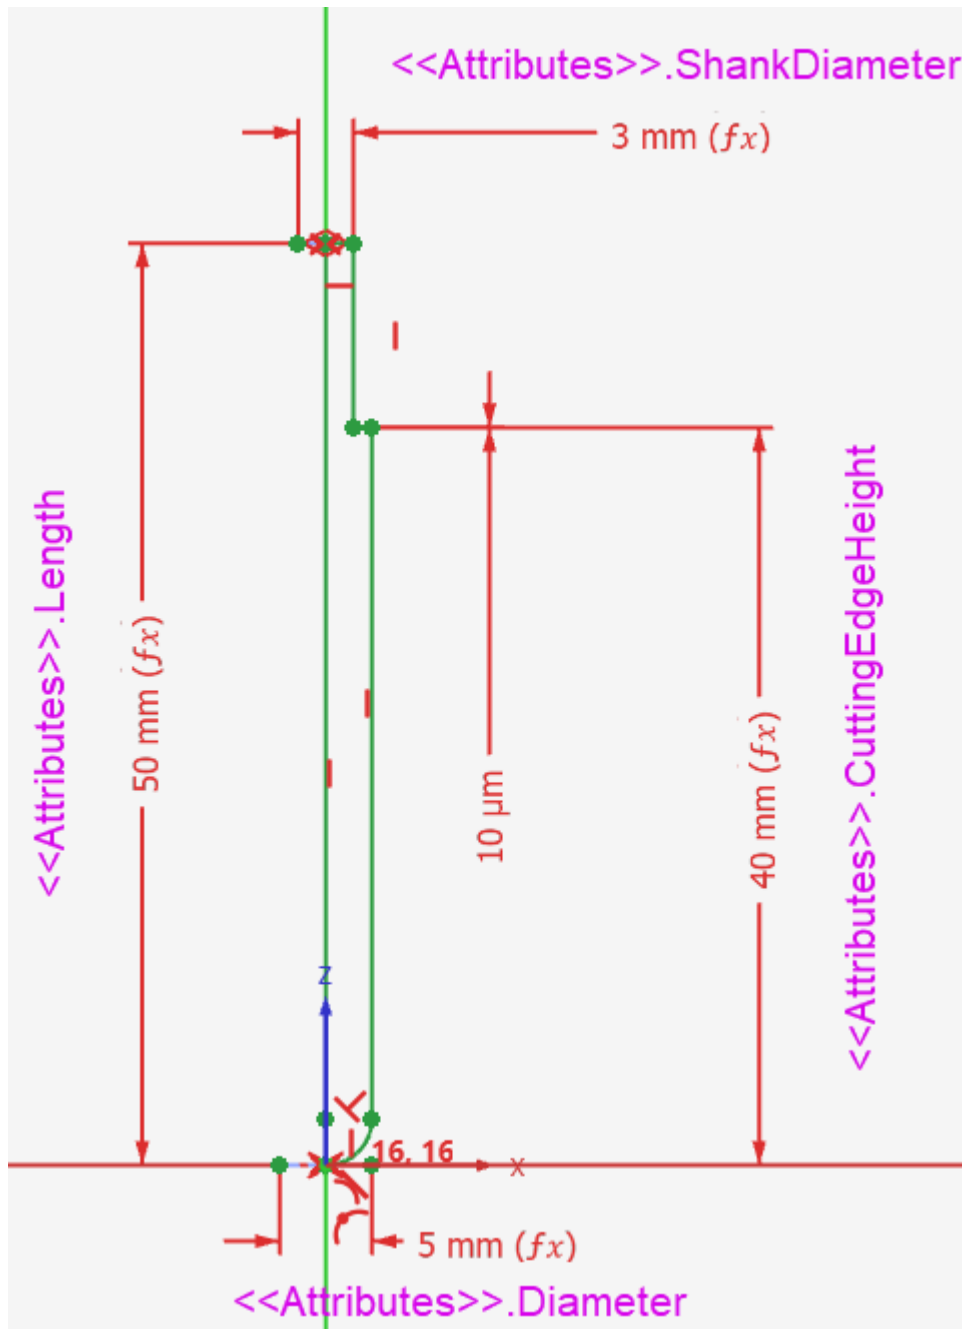 <<Attributes>>.ShankDiameter
3 mm (fx)
<<Attributes>>.Length
50 mm (fx)
10 µm
40 mm (fx)
<<Attributes>>.CuttingEdgeHeight
Z
16, 16
X
5 mm (fx)
<<Attributes>>.Diameter